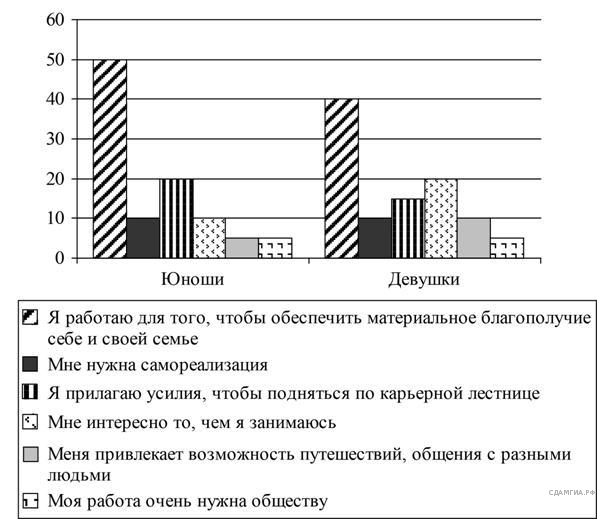 60
50
40
30
20
10
0
Юноши
Девушки
Я работаю для того, чтобы обеспечить материальное благополучие
себе и своей семье
Мне нужна самореализация
Я прилагаю усилия, чтобы подняться по карьерной лестнице
Мне интересно то, чем я занимаюсь
Меня привлекает возможность путешествий, общения с разными
людьми
Моя работа очень нужна обществу
СДАМГИА.РФ